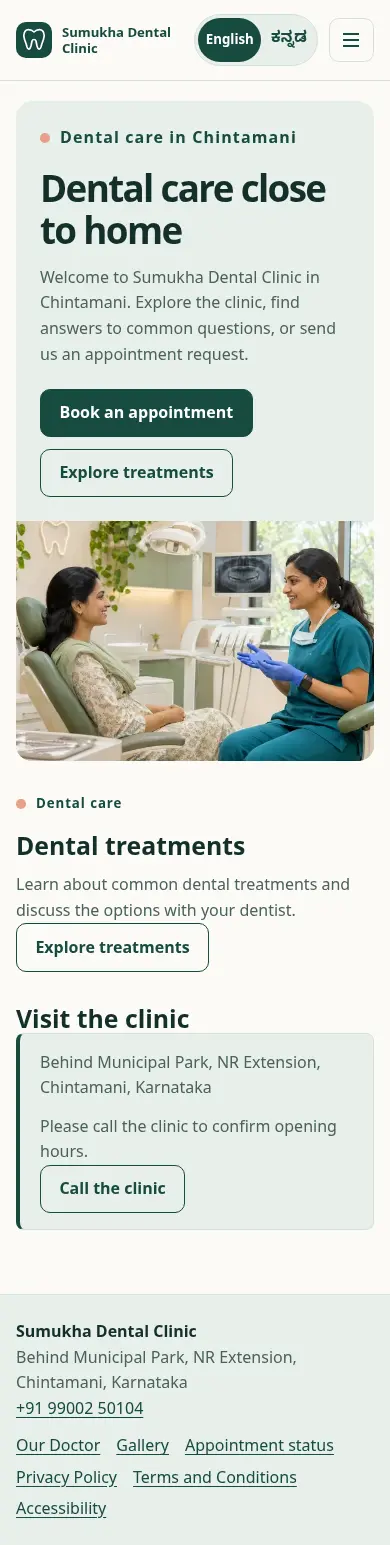 Sumukha Dental
Clinic
English
ಕನ್ನಡ
Dental care in Chintamani
Dental care close
to home
Welcome to Sumukha Dental Clinic in
Chintamani. Explore the clinic, find
answers to common questions, or send
us an appointment request.
Book an appointment
Explore treatments
Dental care
Dental treatments
Learn about common dental treatments and
discuss the options with your dentist.
Explore treatments
Visit the clinic
Behind Municipal Park, NR Extension,
Chintamani, Karnataka
Please call the clinic to confirm opening
hours.
Call the clinic
Sumukha Dental Clinic
Behind Municipal Park, NR Extension,
Chintamani, Karnataka
+91 99002 50104
Our Doctor Gallery Appointment status
Privacy Policy Terms and Conditions
Accessibility